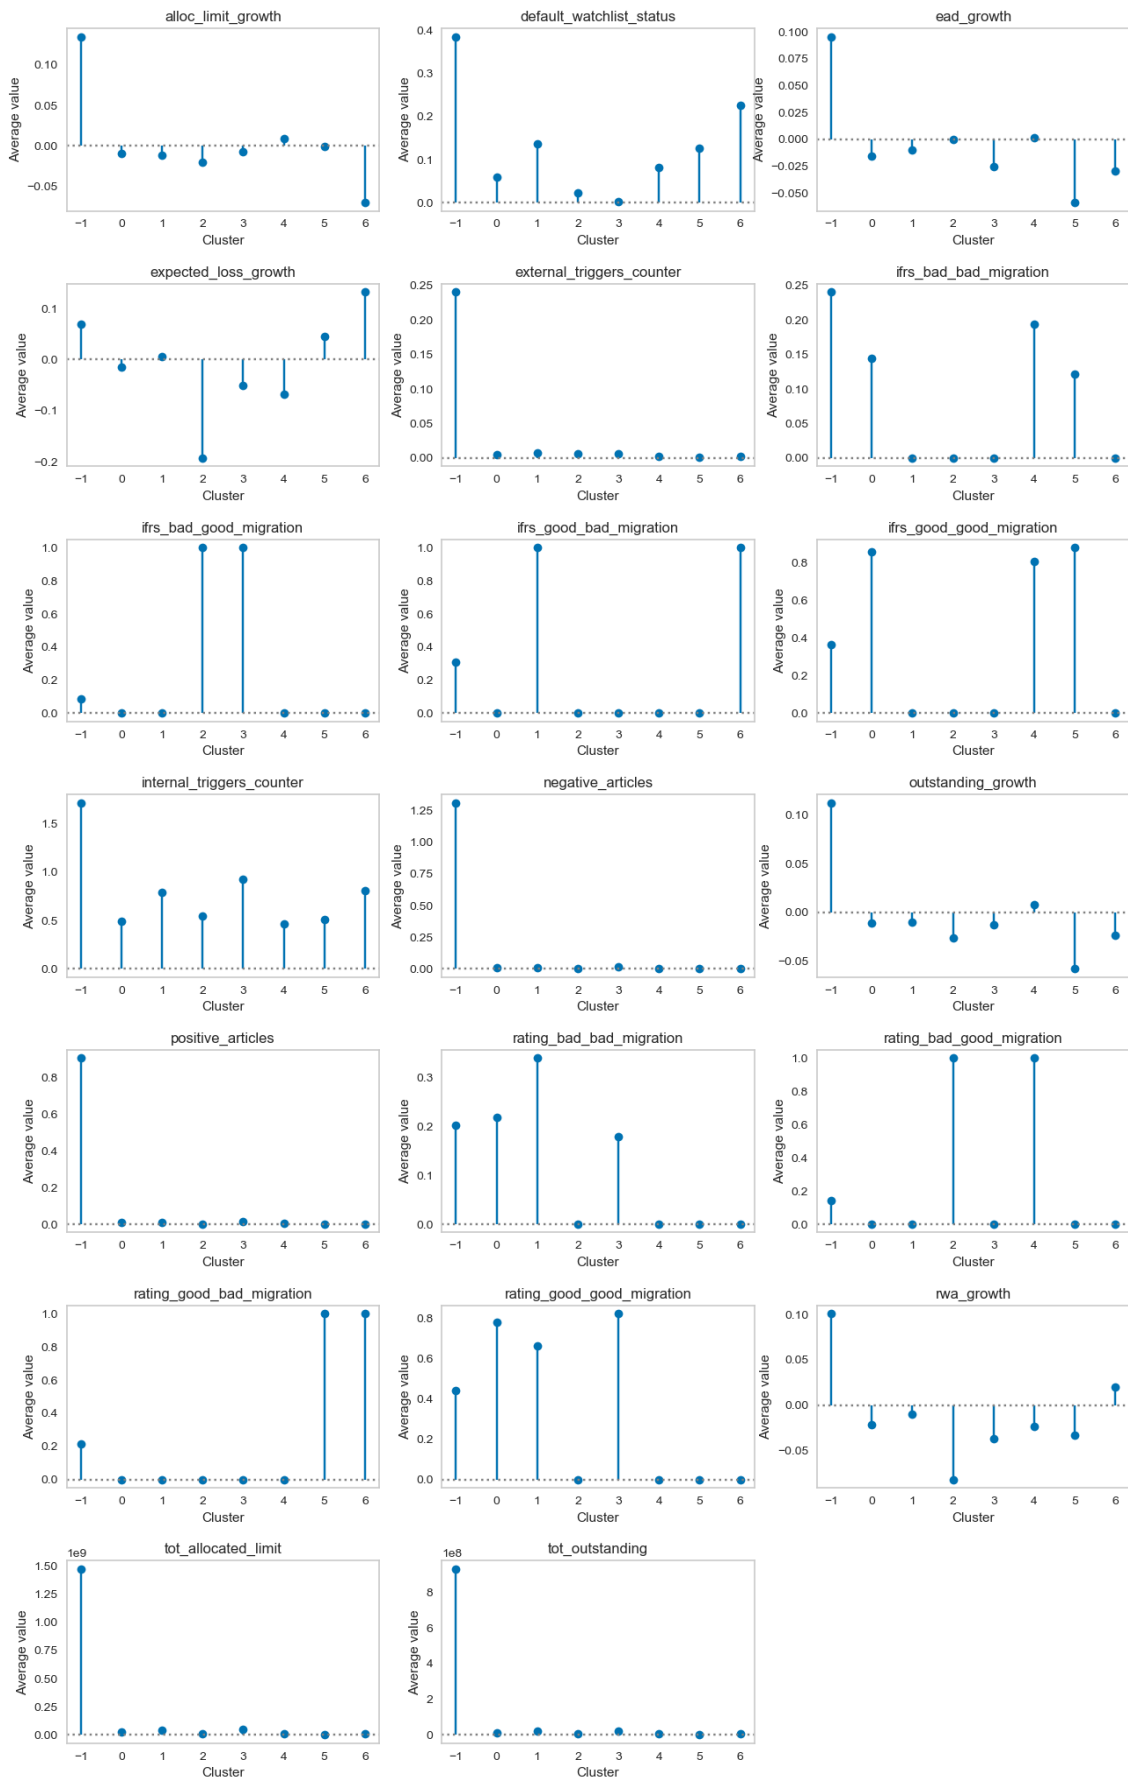 alloc_limit_growth
Average value
0.10
0.05
0.00
−0.05
−1 0 1 2 3 4 5 6
Cluster
default_watchlist_status
Average value
0.4
0.3
0.2
0.1
0.0
−1 0 1 2 3 4 5 6
Cluster
ead_growth
Average value
0.100
0.075
0.050
0.025
0.000
−0.025
−0.050
−1 0 1 2 3 4 5 6
Cluster
expected_loss_growth
Average value
0.1
0.0
−0.1
−0.2
−1 0 1 2 3 4 5 6
Cluster
external_triggers_counter
Average value
0.25
0.20
0.15
0.10
0.05
0.00
−1 0 1 2 3 4 5 6
Cluster
ifrs_bad_bad_migration
Average value
0.25
0.20
0.15
0.10
0.05
0.00
−1 0 1 2 3 4 5 6
Cluster
ifrs_bad_good_migration
Average value
1.0
0.8
0.6
0.4
0.2
0.0
−1 0 1 2 3 4 5 6
Cluster
ifrs_good_bad_migration
Average value
1.0
0.8
0.6
0.4
0.2
0.0
−1 0 1 2 3 4 5 6
Cluster
ifrs_good_good_migration
Average value
0.8
0.6
0.4
0.2
0.0
−1 0 1 2 3 4 5 6
Cluster
internal_triggers_counter
Average value
1.5
1.0
0.5
0.0
−1 0 1 2 3 4 5 6
Cluster
negative_articles
Average value
1.25
1.00
0.75
0.50
0.25
0.00
−1 0 1 2 3 4 5 6
Cluster
outstanding_growth
Average value
0.10
0.05
0.00
−0.05
−1 0 1 2 3 4 5 6
Cluster
positive_articles
Average value
0.8
0.6
0.4
0.2
0.0
−1 0 1 2 3 4 5 6
Cluster
rating_bad_bad_migration
Average value
0.3
0.2
0.1
0.0
−1 0 1 2 3 4 5 6
Cluster
rating_bad_good_migration
Average value
1.0
0.8
0.6
0.4
0.2
0.0
−1 0 1 2 3 4 5 6
Cluster
rating_good_bad_migration
Average value
1.0
0.8
0.6
0.4
0.2
0.0
−1 0 1 2 3 4 5 6
Cluster
rating_good_good_migration
Average value
0.8
0.6
0.4
0.2
0.0
−1 0 1 2 3 4 5 6
Cluster
rwa_growth
Average value
0.10
0.05
0.00
−0.05
−1 0 1 2 3 4 5 6
Cluster
tot_allocated_limit
1e9
Average value
1.50
1.25
1.00
0.75
0.50
0.25
0.00
−1 0 1 2 3 4 5 6
Cluster
tot_outstanding
1e8
Average value
8
6
4
2
0
−1 0 1 2 3 4 5 6
Cluster